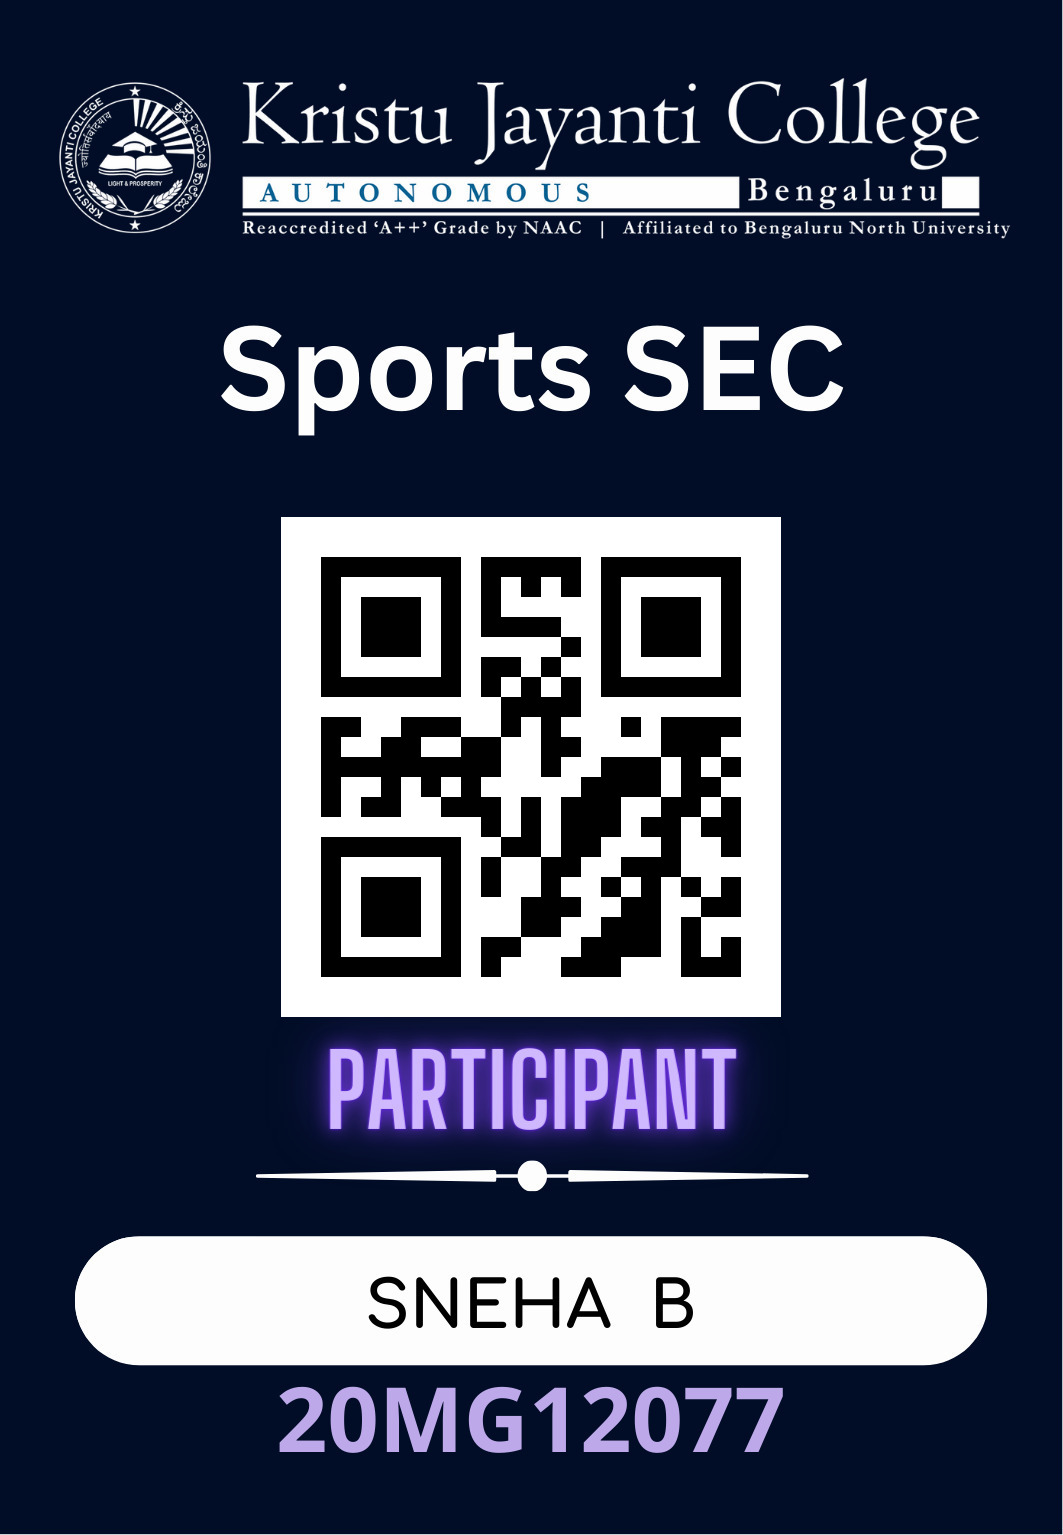 Kristu Jayanti College
AUTONOMOUS Bengaluru
Reaccredited ‘A++’ Grade by NAAC | Affiliated to Bengaluru North University
KRISTU JAYANTI COLLEGE
LIGHT & PROSPERITY
Sports SEC
PARTICIPANT
SNEHA B
20MG12077